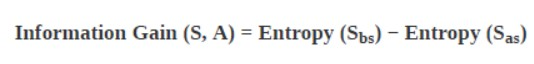 Information Gain (S, A) = Entropy (Sbs) − Entropy (Sas)